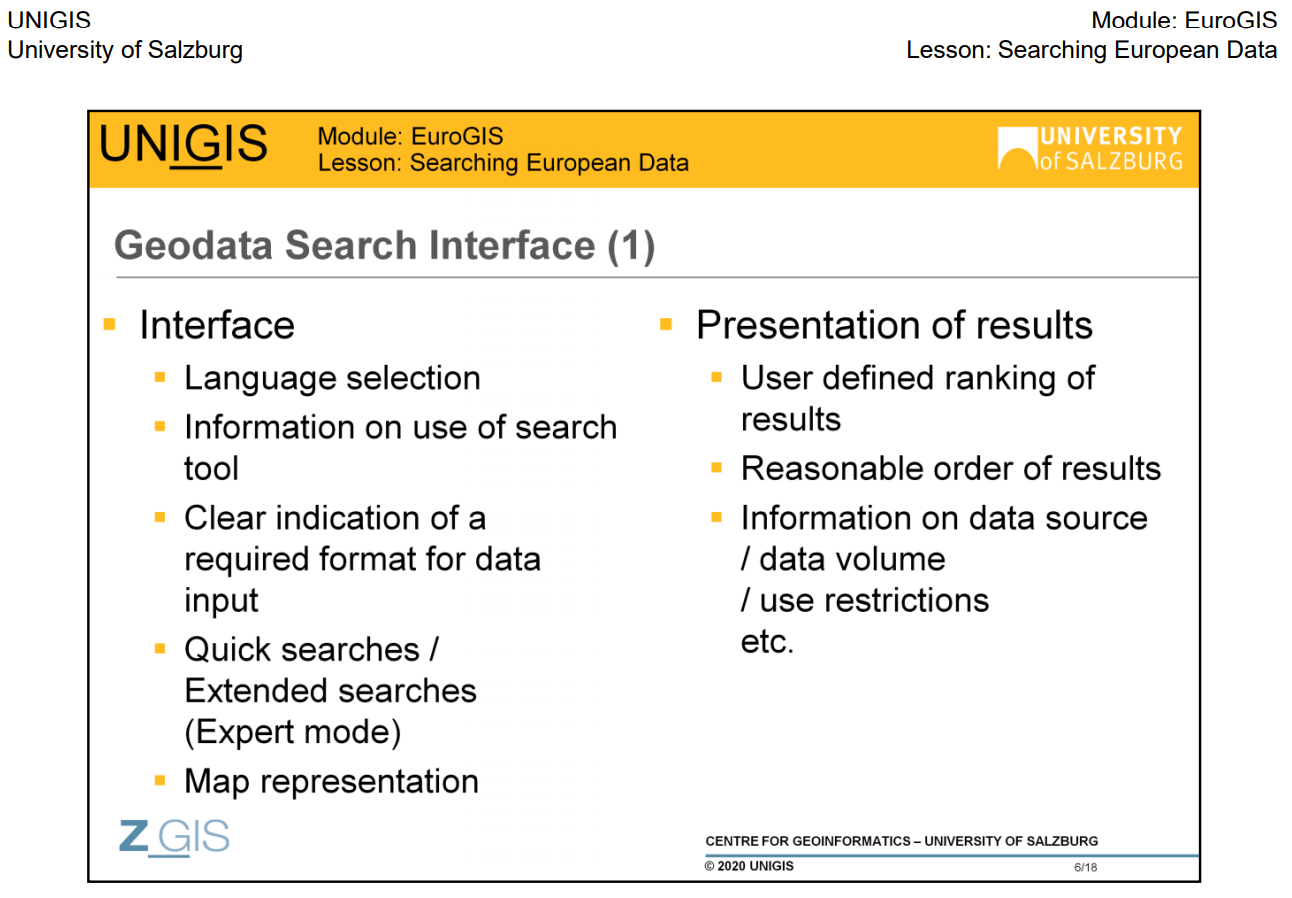 UNIGIS
University of Salzburg
Module: EuroGIS
Lesson: Searching European Data
UNIGIS
Module: EuroGIS
Lesson: Searching European Data
UNIVERSITY
of SALZBURG
Geodata Search Interface (1)
Interface
Language selection
Information on use of search
tool
Clear indication of a
required format for data
input
Quick searches /
Extended searches
(Expert mode)
Map representation
Presentation of results
User defined ranking of
results
Reasonable order of results
Information on data source
/ data volume
/ use restrictions
etc.
Z_GIS
CENTRE FOR GEOINFORMATICS – UNIVERSITY OF SALZBURG
© 2020 UNIGIS
6/18